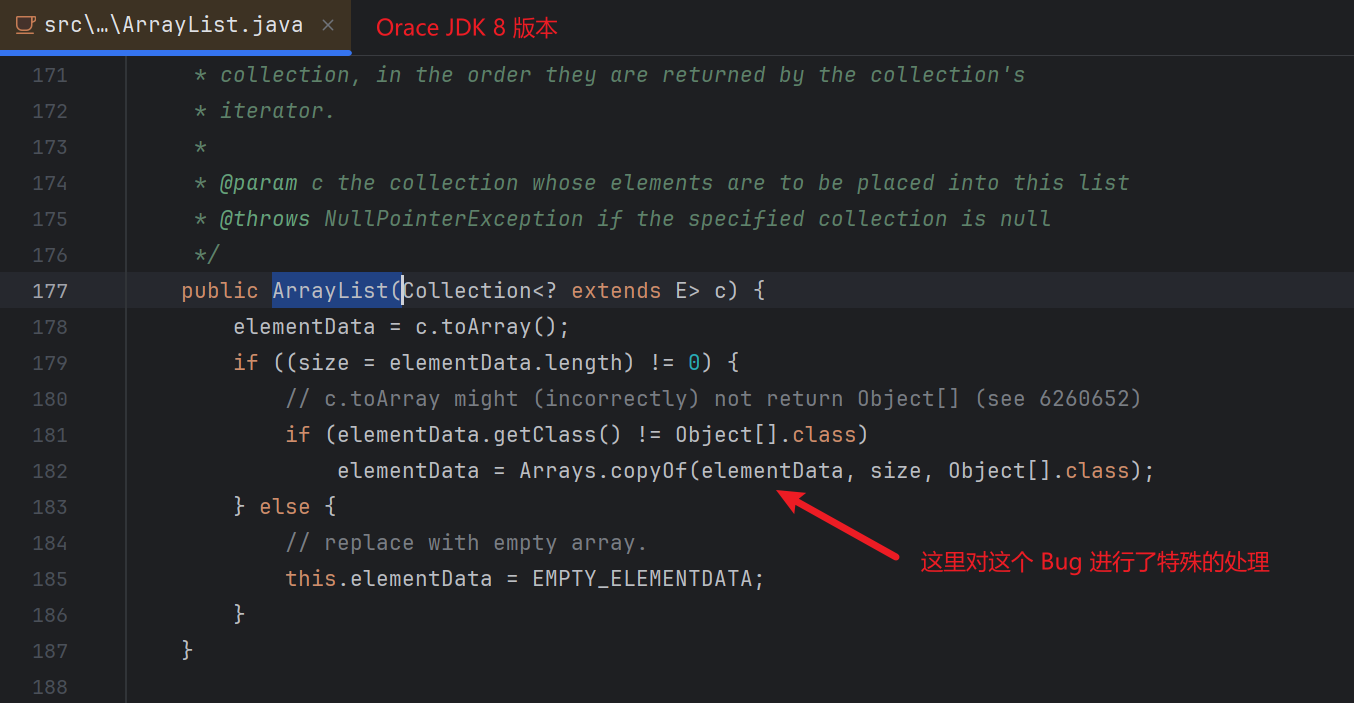 src\…\ArrayList.java ×
Orace JDK 8 版本
171 * collection, in the order they are returned by the collection's
172 * iterator.
173 *
174 * @param c the collection whose elements are to be placed into this list
175 * @throws NullPointerException if the specified collection is null
176 */
177 public ArrayList(Collection<? extends E> c) {
178 elementData = c.toArray();
179 if ((size = elementData.length) != 0) {
180 // c.toArray might (incorrectly) not return Object[] (see 6260652)
181 if (elementData.getClass() != Object[].class)
182 elementData = Arrays.copyOf(elementData, size, Object[].class);
183 } else {
184 // replace with empty array.
这里对这个 Bug 进行了特殊的处理
185 this.elementData = EMPTY_ELEMENTDATA;
186 }
187 }
188